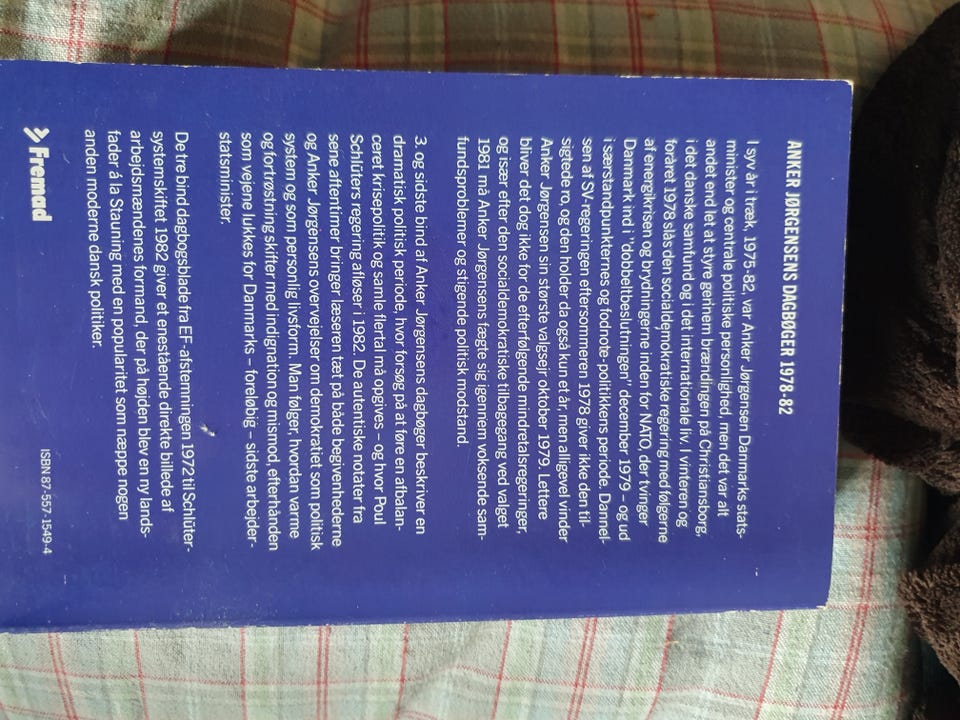 ANKER JØRGENSENS DAGBØGER 1978-82
I syv år i træk, 1975-82, var Anker Jørgensen Danmarks stats-
minister og centrale politiske personlighed, men det var alt
andet end let at styre gennem brændingen på Christiansborg,
i det danske samfund og i det internationale liv. I vinteren og
foråret 1978 slås den socialdemokratiske regering med følgerne
af energikrisen og brydningerne inden for NATO, der tvinger
Danmark ind i "dobbeltbeslutningen" december 1979 – og ud
i særstandpunkternes og fodnote-politikkens periode. Dannel-
sen af SV-regeringen eftersommeren 1978 giver ikke den til-
sigtede ro, og den holder da også kun et år, men alligevel vinder
Anker Jørgensen sin største valgsejr oktober 1979. Lettere
bliver det dog ikke for de efterfølgende mindretalsregeringer,
og især efter den socialdemokratiske tilbagegang ved valget
1981 må Anker Jørgensens fægte sig igennem voksende sam-
fundsproblemer og stigende politisk modstand.
3. og sidste bind af Anker Jørgensens dagbøger beskriver en
dramatisk politisk periode, hvor forsøg på at føre en afbalan-
ceret krisepolitik og samle flertal må opgives – og hvor Poul
Schlüters regering afløser i 1982. De autentiske notater fra
sene aftentimer bringer læseren tæt på både begivenhederne
og Anker Jørgensens overvejelser om demokratiet som politisk
system og som personlig livsform. Man følger, hvordan varme
og fortrøstning skifter med indignation og mismod, efterhånden
som vejene lukkes for Danmarks – foreløbig – sidste arbejder-
statsminister.
De tre bind dagbogsblade fra EF-afstemningen 1972 til Schlüter-
systemskiftet 1982 giver et enestående direkte billede af
arbejdsmændenes formand, der på højden blev en ny lands-
fader á la Stauning med en popularitet som næppe nogen
anden moderne dansk politiker.
Fremad
ISBN 87-557-1549-4